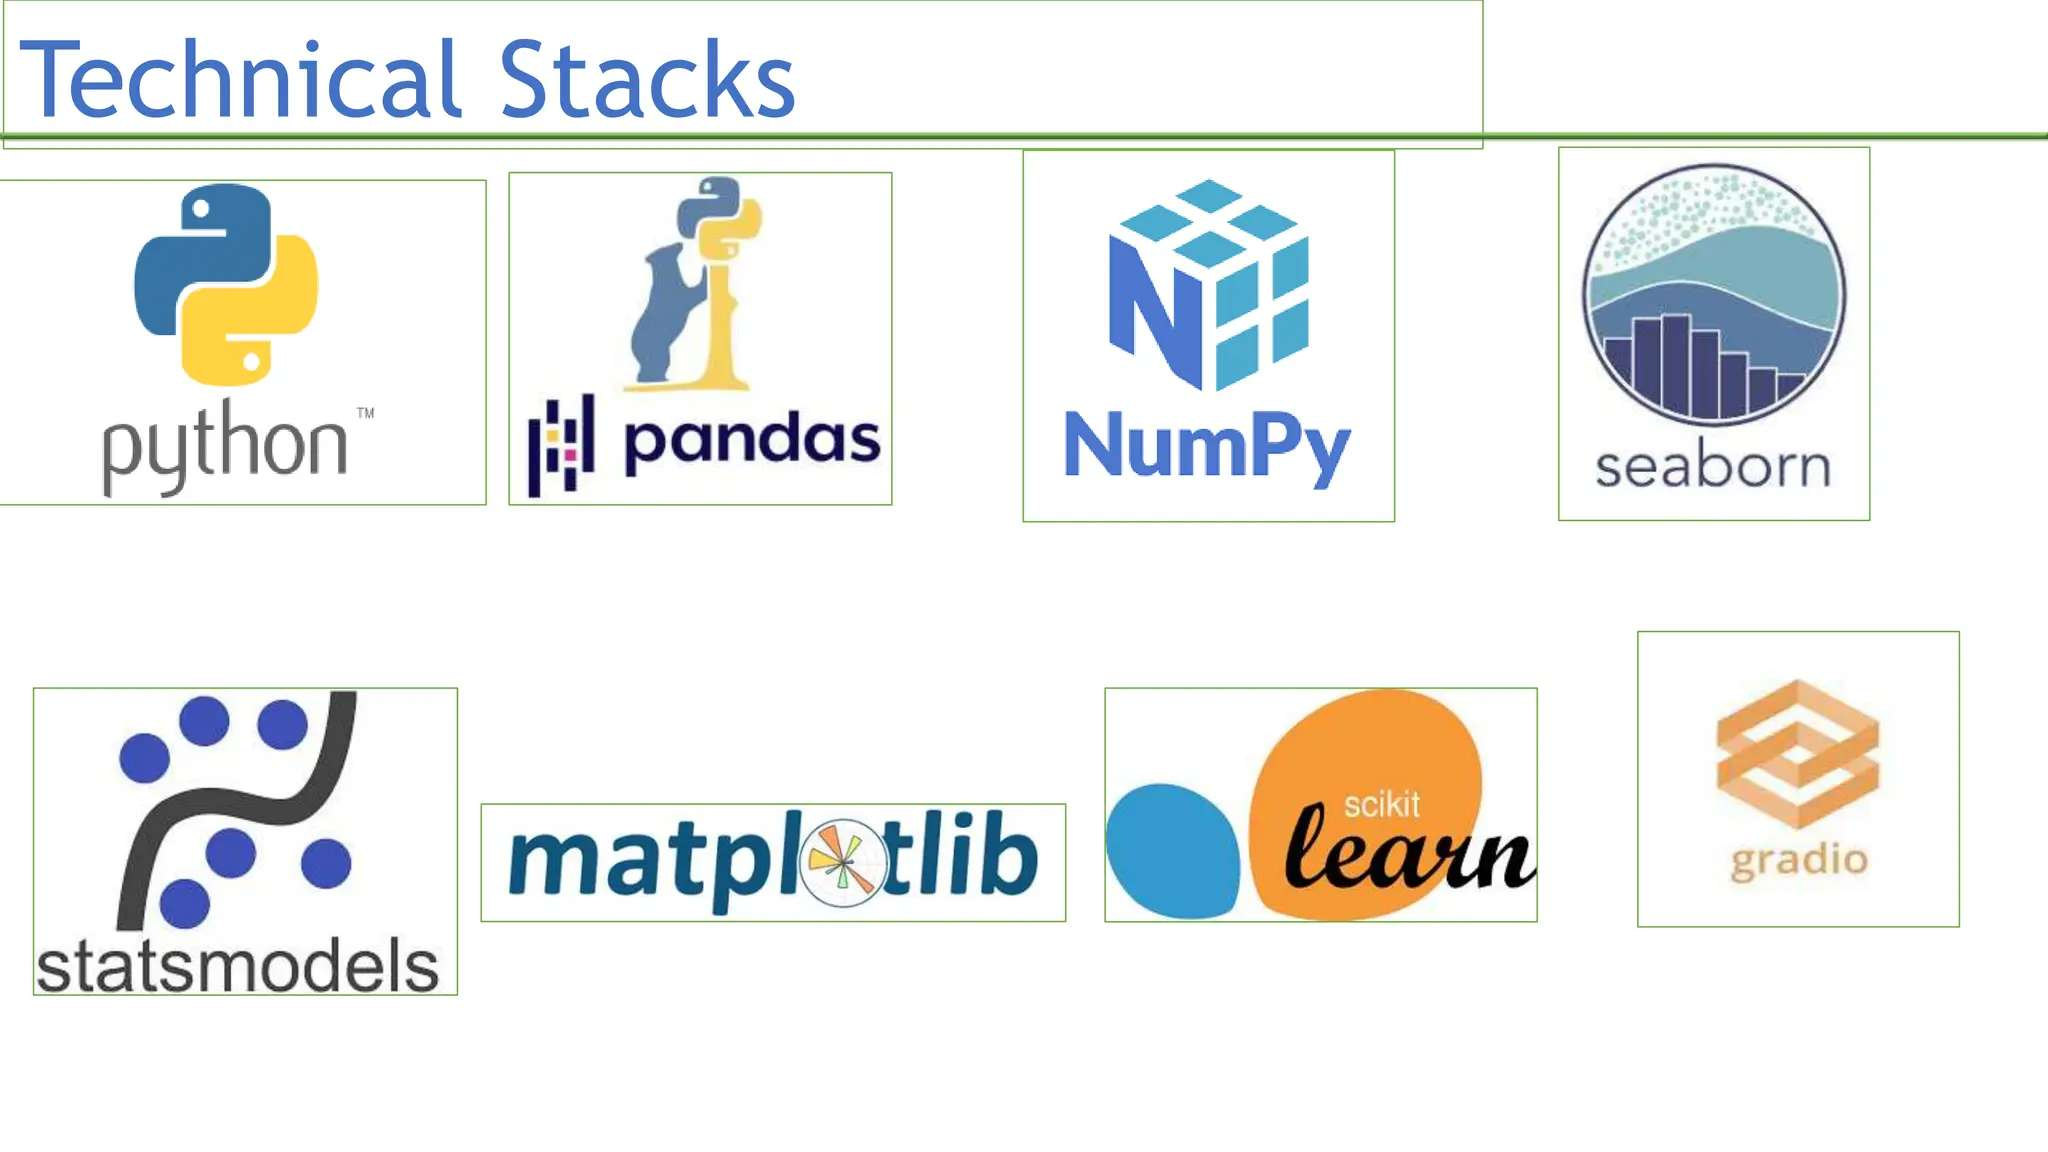 Technical Stacks
python™
pandas
NumPy
seaborn
statsmodels
matplotlib
scikit
learn
gradio